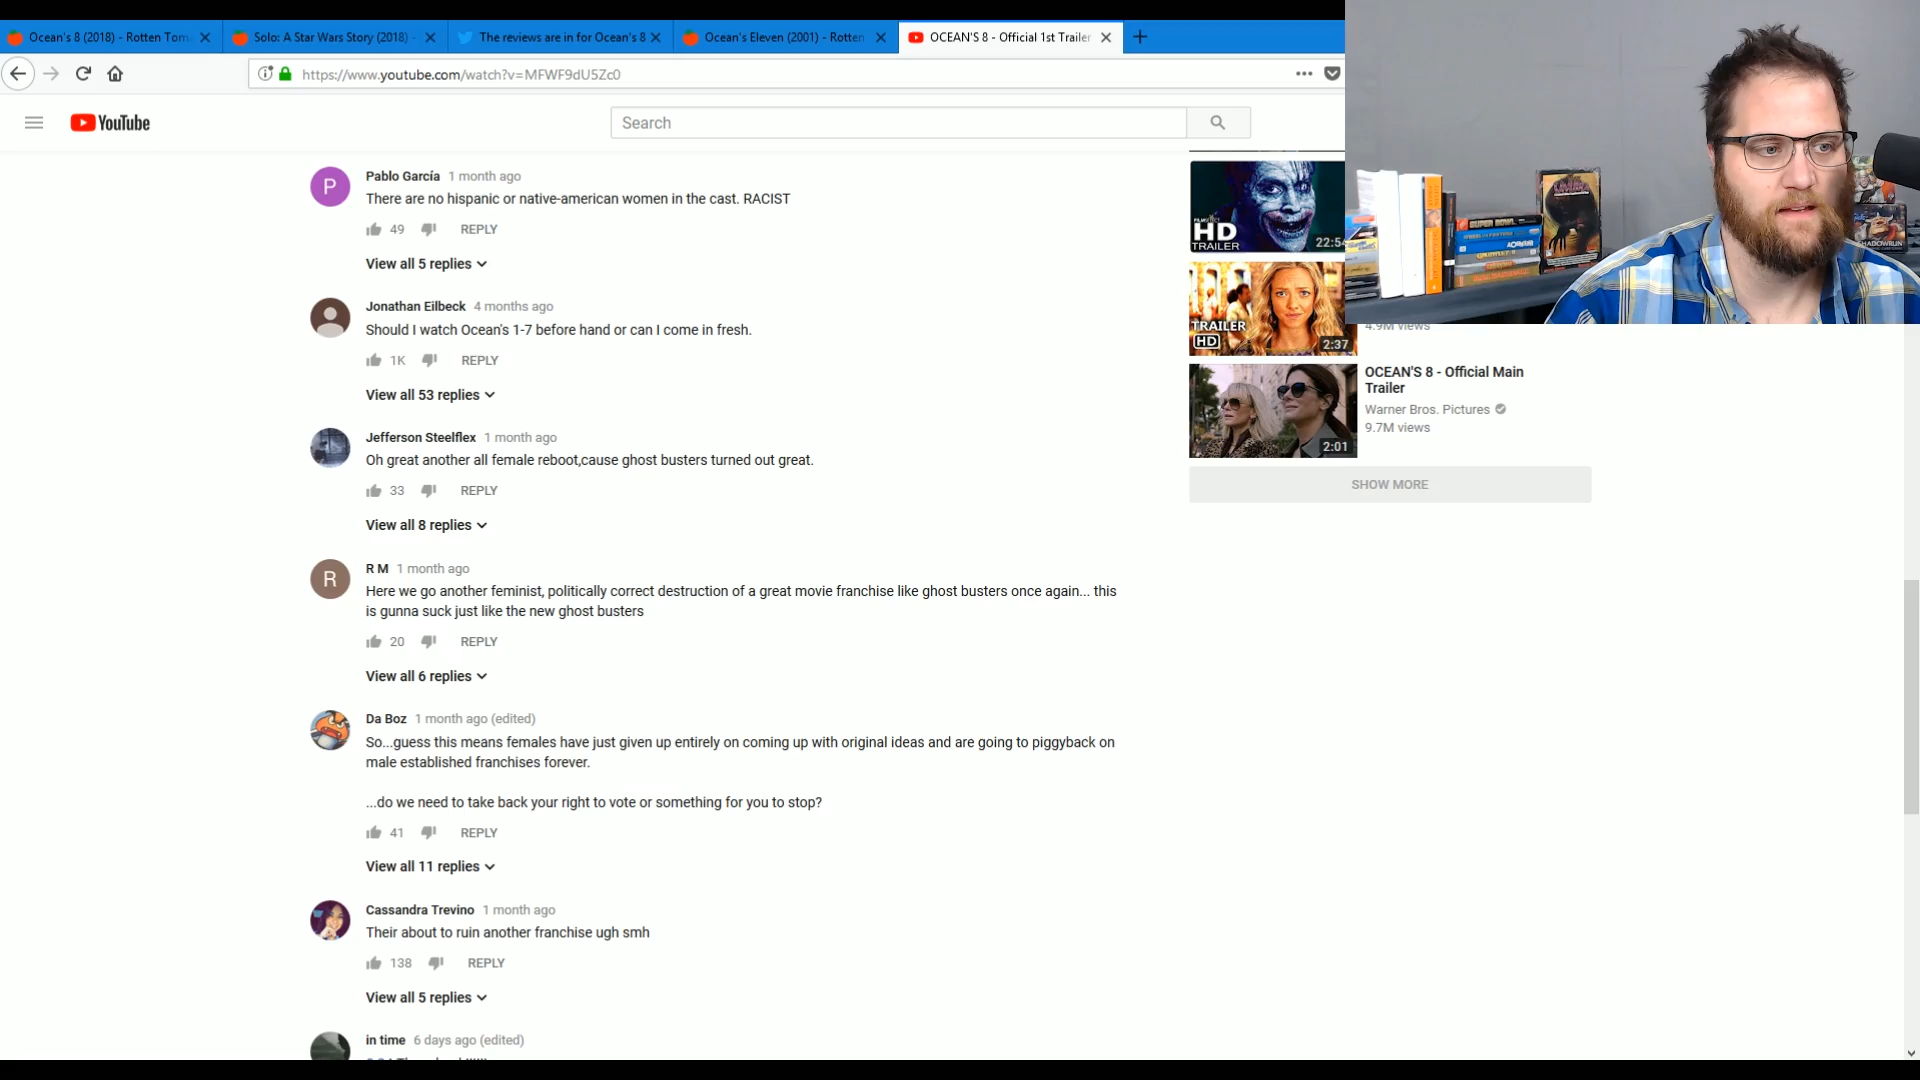 Ocean's 8 (2018) - Rotten Tom
Solo: A Star Wars Story (2018) -
The reviews are in for Ocean's 8
Ocean's Eleven (2001) - Rotten
OCEAN'S 8 - Official 1st Trailer
https://www.youtube.com/watch?v=MFWF9dU5Zc0
YouTube
Search
P
Pablo García 1 month ago
There are no hispanic or native-american women in the cast. RACIST
49 REPLY
View all 5 replies
Jonathan Eilbeck 4 months ago
Should I watch Ocean's 1-7 before hand or can I come in fresh.
1K REPLY
View all 53 replies
Jefferson Steelflex 1 month ago
Oh great another all female reboot,cause ghost busters turned out great.
33 REPLY
View all 8 replies
R
R M 1 month ago
Here we go another feminist, politically correct destruction of a great movie franchise like ghost busters once again... this
is gunna suck just like the new ghost busters
20 REPLY
View all 6 replies
Da Boz 1 month ago (edited)
So...guess this means females have just given up entirely on coming up with original ideas and are going to piggyback on
male established franchises forever.
...do we need to take back your right to vote or something for you to stop?
41 REPLY
View all 11 replies
Cassandra Trevino 1 month ago
Their about to ruin another franchise ugh smh
138 REPLY
View all 5 replies
in time 6 days ago (edited)
HD
TRAILER
22:54
TRAILER
HD
2:37
4.9M views
2:01
OCEAN'S 8 - Official Main
Trailer
Warner Bros. Pictures
9.7M views
SHOW MORE
SUPER BOWL
SHADOWRUN